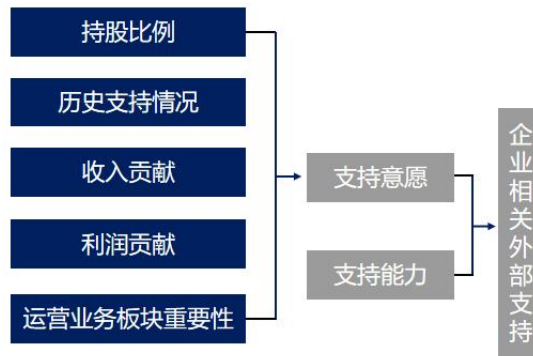 持股比例
历史支持情况
收入贡献
利润贡献
运营业务板块重要性
支持意愿
支持能力
企业相关外部支持